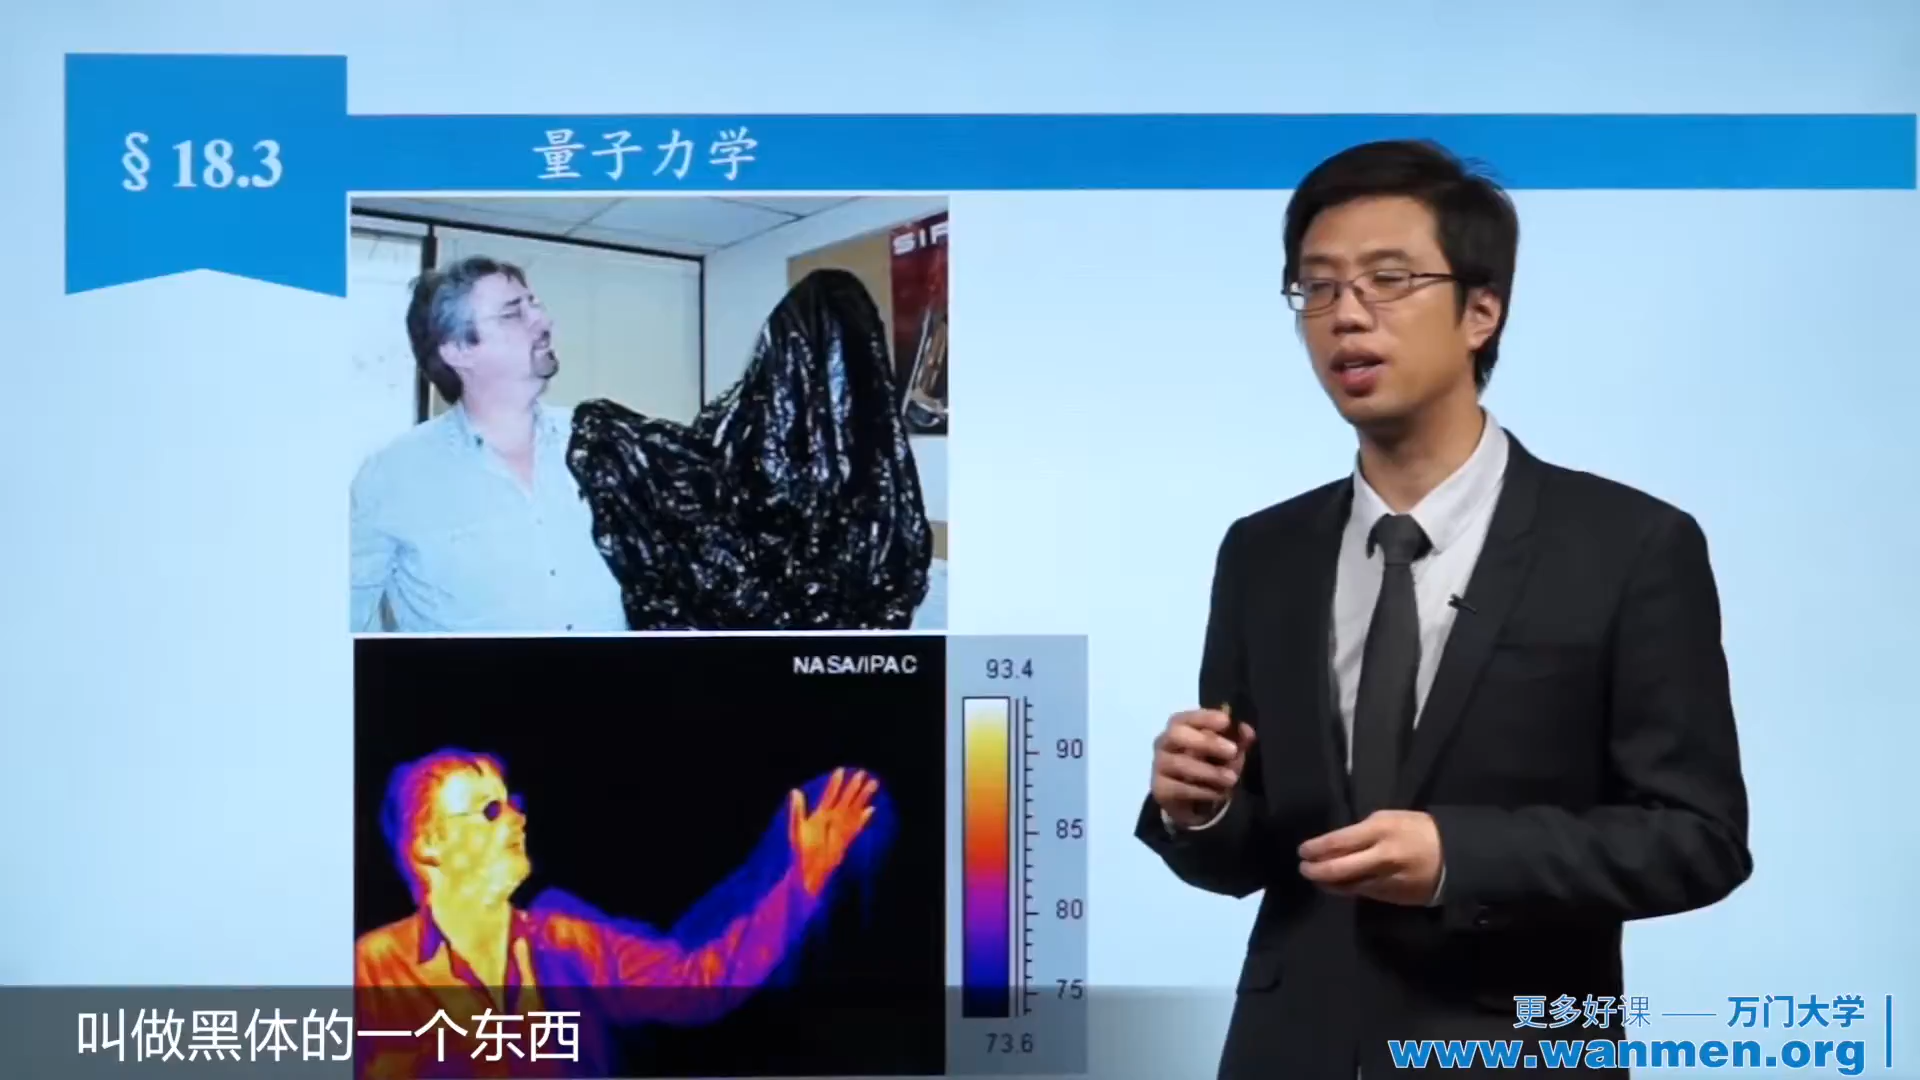 § 18.3
量子力学
SIR
NASA/IPAC
93.4
90
85
80
75
73.6
叫做黑体的一个东西
更多好课 —— 万门大学
www.wanmen.org